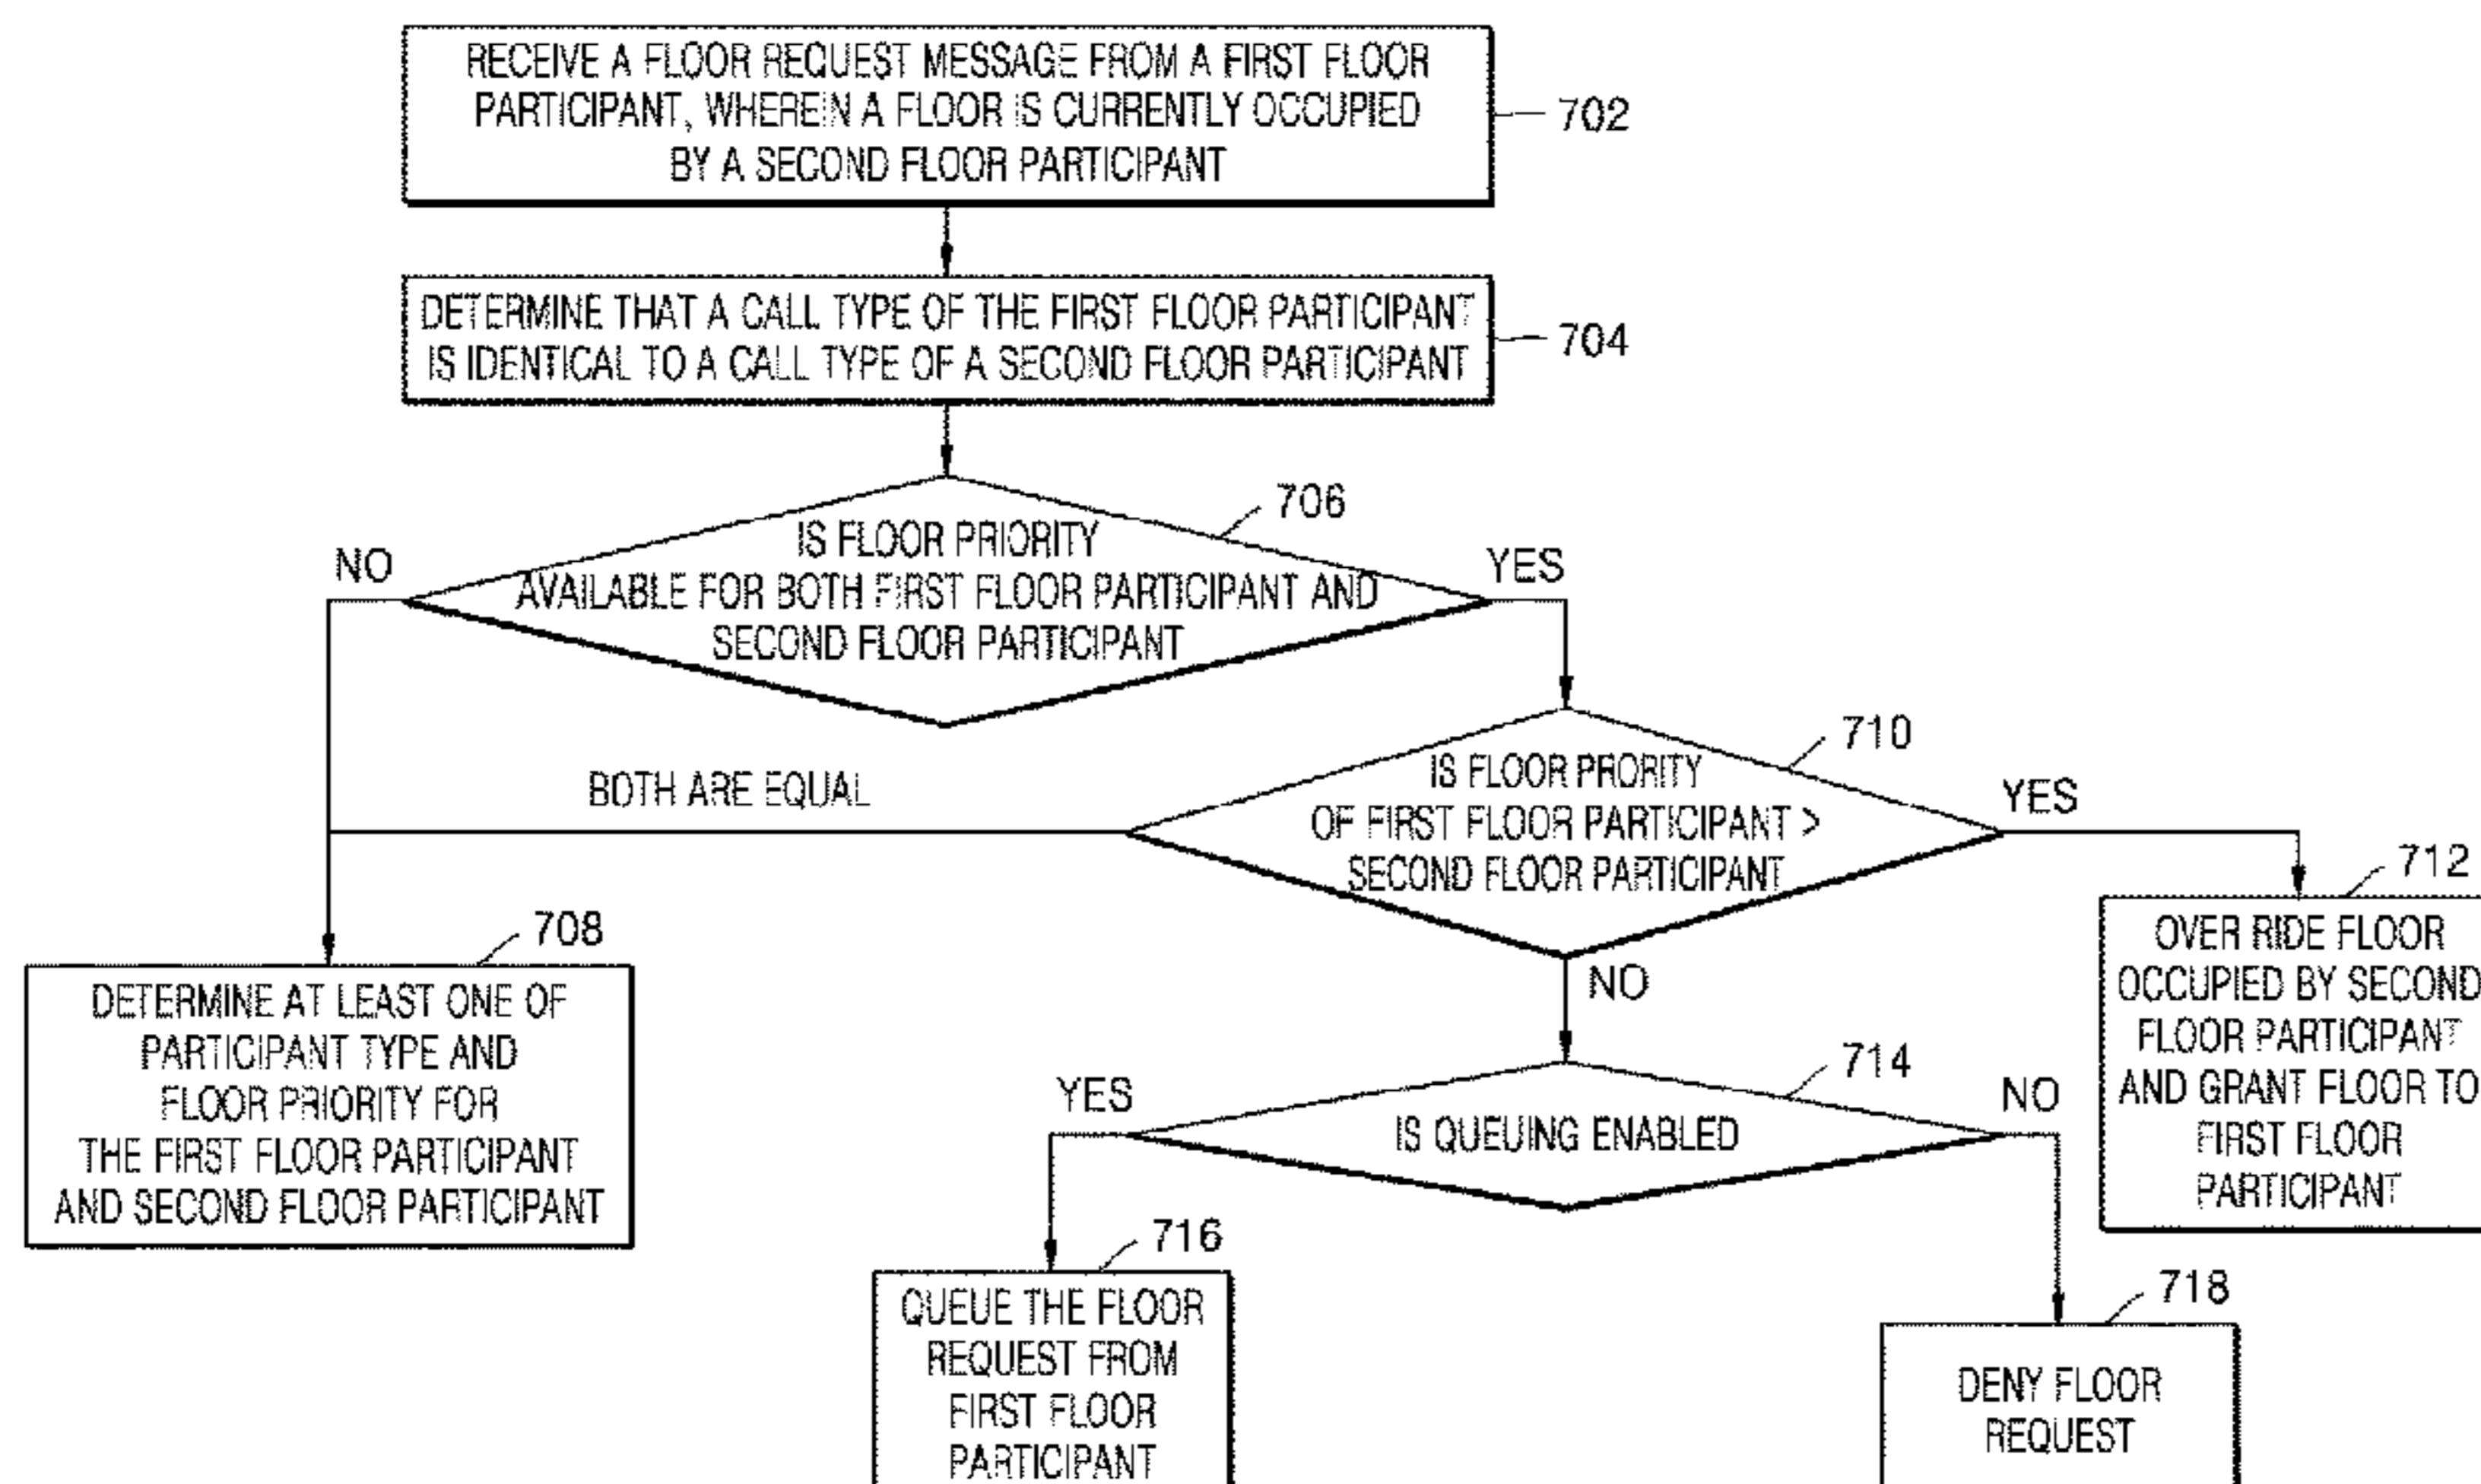 RECEIVE A FLOOR REQUEST MESSAGE FROM A FIRST FLOOR
PARTICIPANT, WHEREIN A FLOOR IS CURRENTLY OCCUPIED
BY A SECOND FLOOR PARTICIPANT
702
DETERMINE THAT A CALL TYPE OF THE FIRST FLOOR PARTICIPANT
IS IDENTICAL TO A CALL TYPE OF A SECOND FLOOR PARTICIPANT
704
706
IS FLOOR PRIORITY
AVAILABLE FOR BOTH FIRST FLOOR PARTICIPANT AND
SECOND FLOOR PARTICIPANT
NO
YES
710
IS FLOOR PRORITY
OF FIRST FLOOR PARTICIPANT >
SECOND FLOOR PARTICIPANT
BOTH ARE EQUAL
YES
NO
708
DETERMINE AT LEAST ONE OF
PARTICIPANT TYPE AND
FLOOR PRIORITY FOR
THE FIRST FLOOR PARTICIPANT
AND SECOND FLOOR PARTICIPANT
712
OVER RIDE FLOOR
OCCUPIED BY SECOND
FLOOR PARTICIPANT
AND GRANT FLOOR TO
FIRST FLOOR
PARTICIPANT
714
IS QUEUING ENABLED
YES
NO
716
QUEUE THE FLOOR
REQUEST FROM
FIRST FLOOR
PARTICIPANT
718
DENY FLOOR
REQUEST